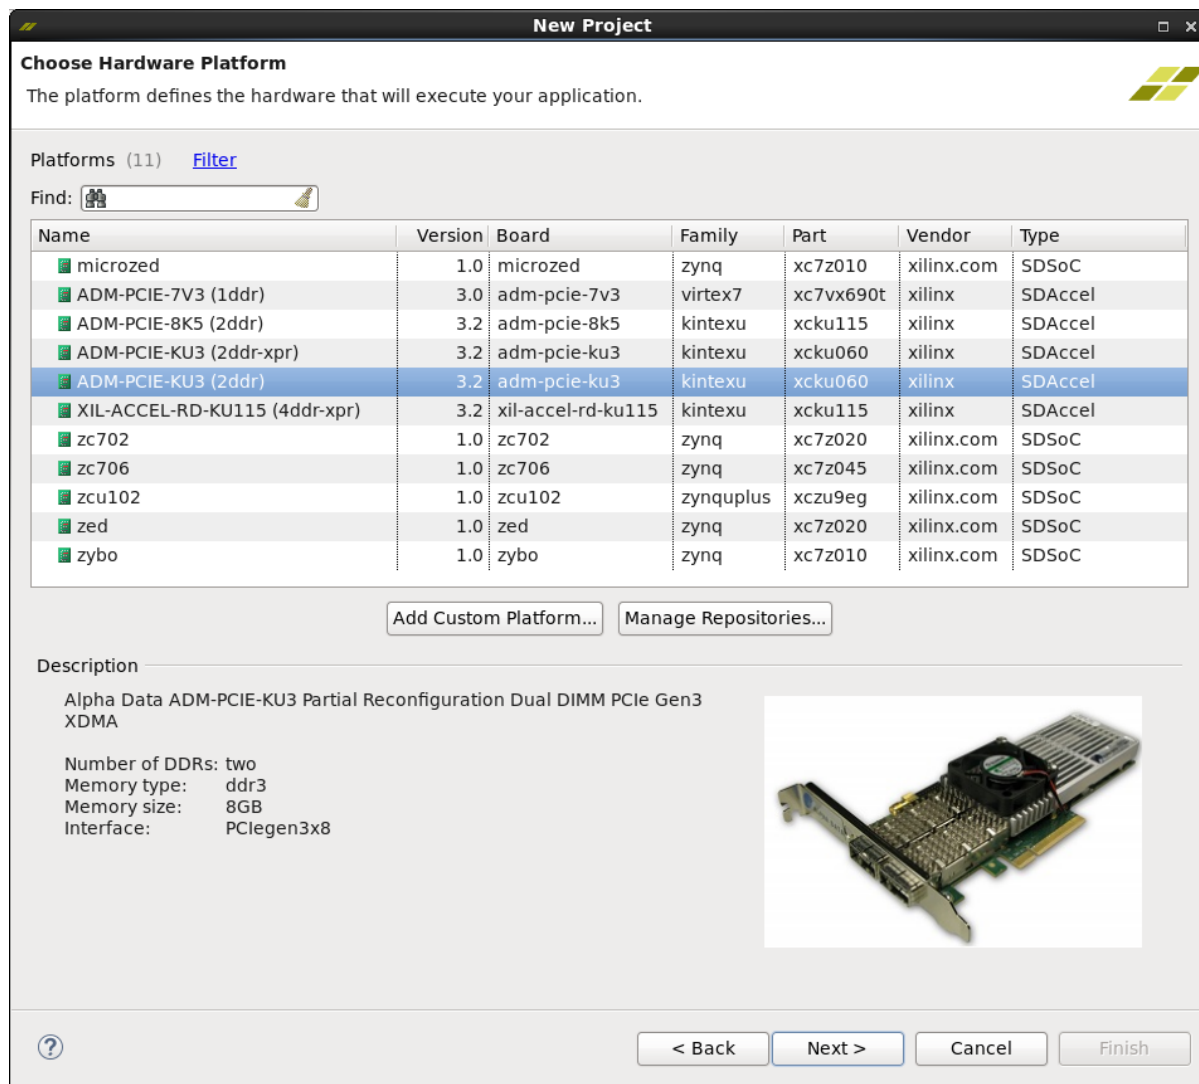 New Project
Choose Hardware Platform
The platform defines the hardware that will execute your application.
Platforms (11) Filter
Find:
Name Version Board Family Part Vendor Type
microzed 1.0 microzed zynq xc7z010 xilinx.com SDSoC
ADM-PCIE-7V3 (1ddr) 3.0 adm-pcie-7v3 virtex7 xc7vx690t xilinx SDAccel
ADM-PCIE-8K5 (2ddr) 3.2 adm-pcie-8k5 kintexu xcku115 xilinx SDAccel
ADM-PCIE-KU3 (2ddr-xpr) 3.2 adm-pcie-ku3 kintexu xcku060 xilinx SDAccel
ADM-PCIE-KU3 (2ddr) 3.2 adm-pcie-ku3 kintexu xcku060 xilinx SDAccel
XIL-ACCEL-RD-KU115 (4ddr-xpr) 3.2 xil-accel-rd-ku115 kintexu xcku115 xilinx SDAccel
zc702 1.0 zc702 zynq xc7z020 xilinx.com SDSoC
zc706 1.0 zc706 zynq xc7z045 xilinx.com SDSoC
zcu102 1.0 zcu102 zynquplus xczu9eg xilinx.com SDSoC
zed 1.0 zed zynq xc7z020 xilinx.com SDSoC
zybo 1.0 zybo zynq xc7z010 xilinx.com SDSoC
Add Custom Platform... Manage Repositories...
Description
Alpha Data ADM-PCIE-KU3 Partial Reconfiguration Dual DIMM PCIe Gen3
XDMA
Number of DDRs: two
Memory type: ddr3
Memory size: 8GB
Interface: PCIegen3x8
? < Back Next > Cancel Finish